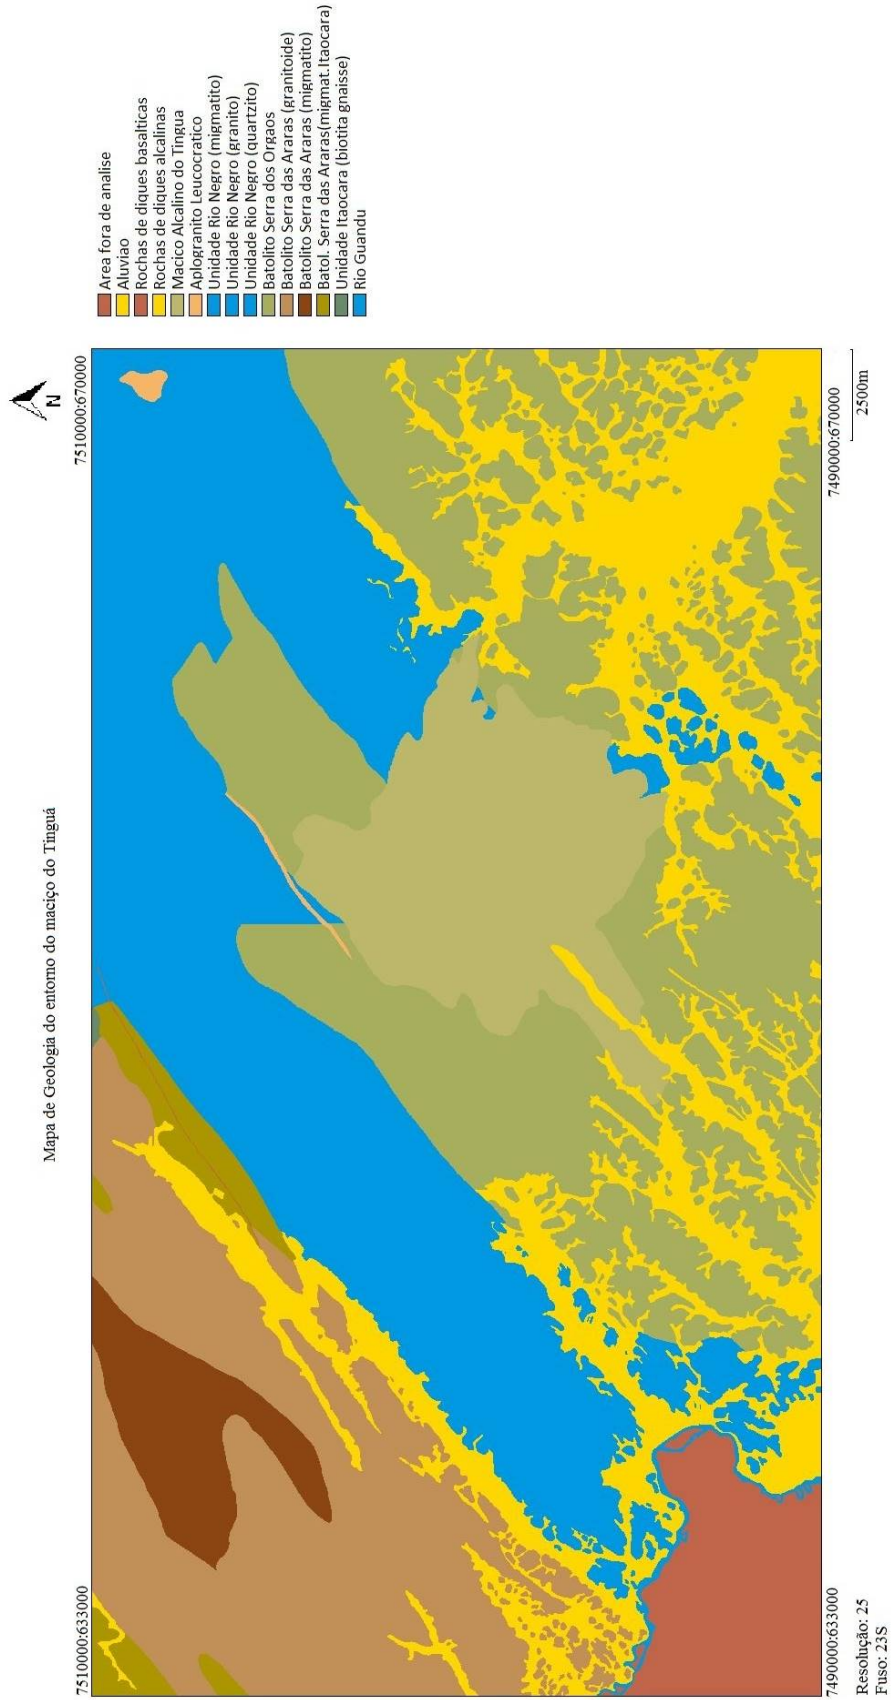 Mapa de Geologia do entorno do maciço do Tinguá
N
7510000:633000
7510000:670000
7490000:633000
7490000:670000
Resolução: 25
Fuso: 23S
2500m
Area fora de analise
Aluviao
Rochas de diques basalticas
Rochas de diques alcalinas
Macico Alcalino do Tingua
Aplogranito Leucocratico
Unidade Rio Negro (migmatito)
Unidade Rio Negro (granito)
Unidade Rio Negro (quartzito)
Batolito Serra dos Orgaos
Batolito Serra das Araras (granitoide)
Batolito Serra das Araras (migmatito)
Batol. Serra das Araras(migmat.Itaocara)
Unidade Itaocara (biotita gnaisse)
Rio Guandu